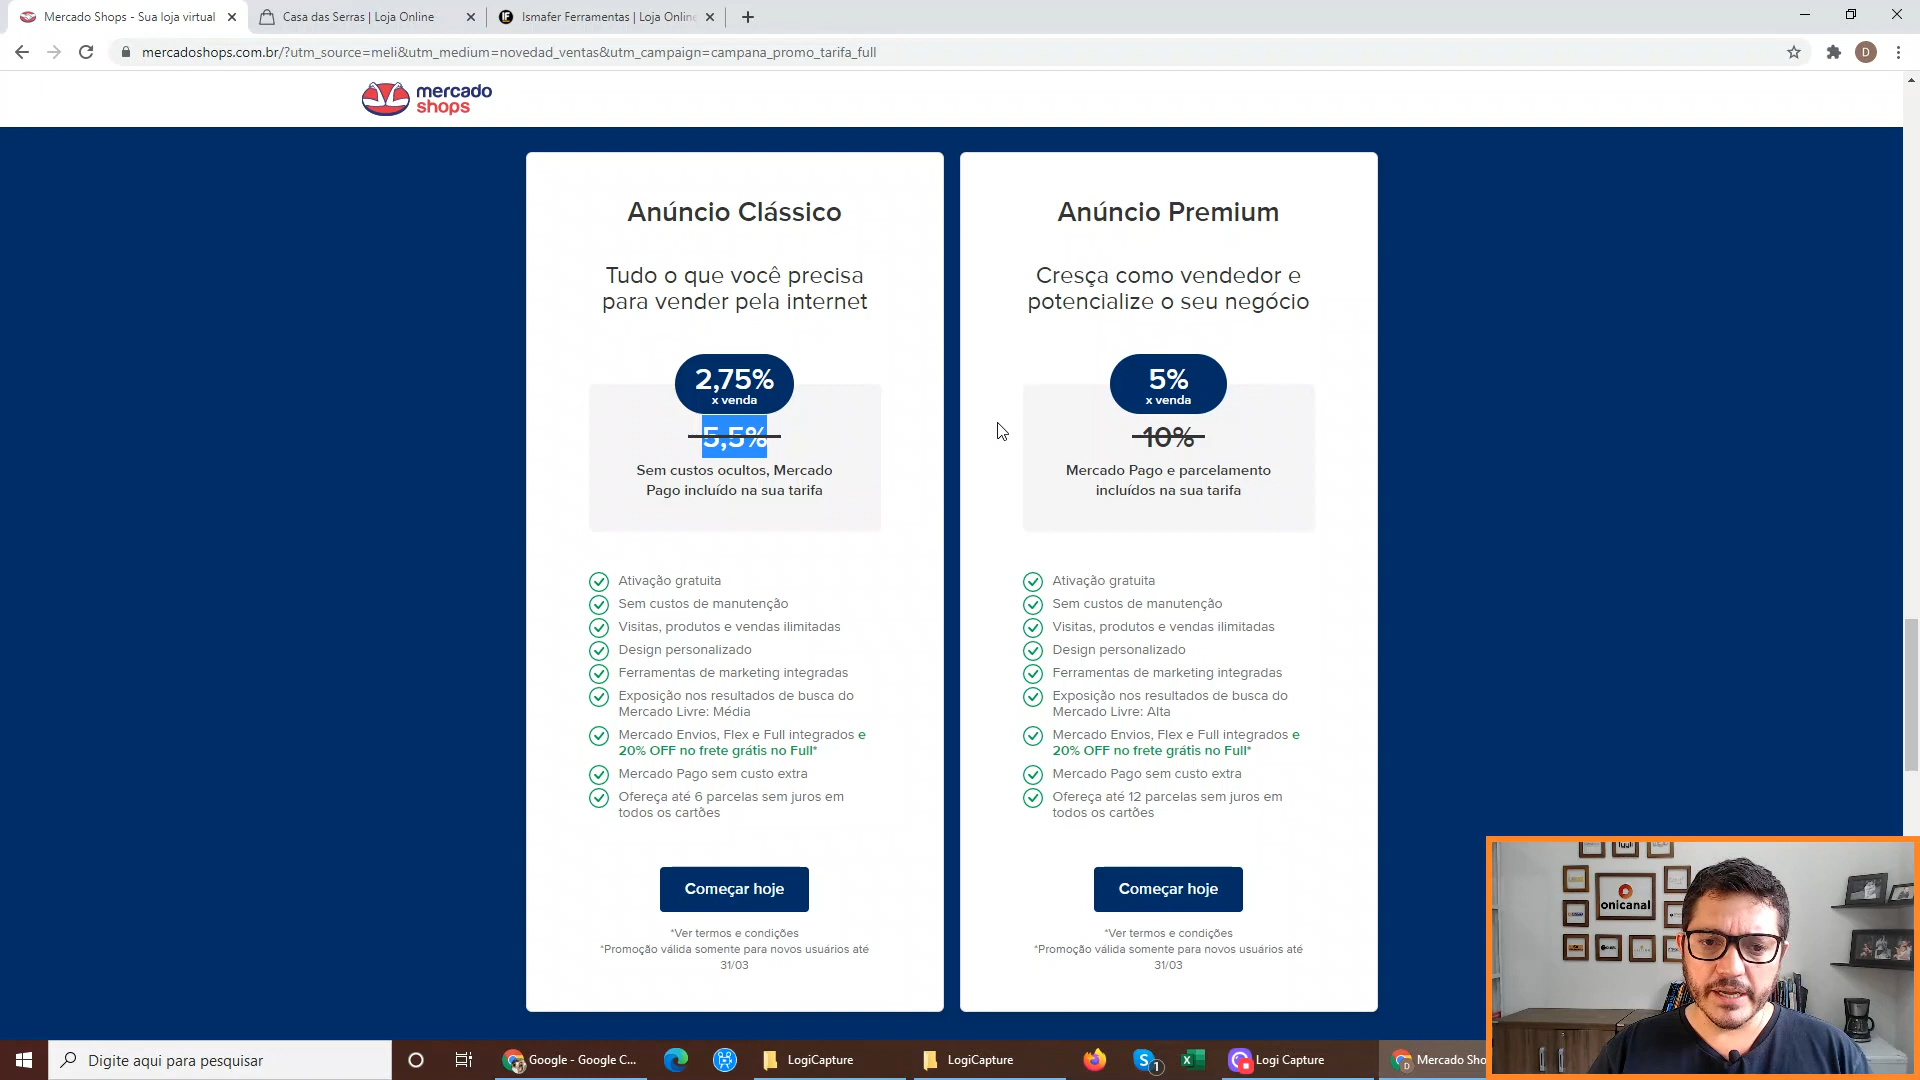 Mercado Shops - Sua loja virtual
Casa das Serras | Loja Online
Ismafer Ferramentas | Loja Onlin
mercadoshops.com.br/?utm_source=meli&utm_medium=novedad_ventas&utm_campaign=campana_promo_tarifa_full
D
mercado
shops
Anúncio Clássico
Tudo o que você precisa
para vender pela internet
2,75%
x venda
5,5%
Sem custos ocultos, Mercado
Pago incluído na sua tarifa
Ativação gratuita
Sem custos de manutenção
Visitas, produtos e vendas ilimitadas
Design personalizado
Ferramentas de marketing integradas
Exposição nos resultados de busca do
Mercado Livre: Média
Mercado Envios, Flex e Full integrados e
20% OFF no frete grátis no Full*
Mercado Pago sem custo extra
Ofereça até 6 parcelas sem juros em
todos os cartões
Começar hoje
*Ver termos e condições
*Promoção válida somente para novos usuários até
31/03
Anúncio Premium
Cresça como vendedor e
potencialize o seu negócio
5%
x venda
10%
Mercado Pago e parcelamento
incluídos na sua tarifa
Ativação gratuita
Sem custos de manutenção
Visitas, produtos e vendas ilimitadas
Design personalizado
Ferramentas de marketing integradas
Exposição nos resultados de busca do
Mercado Livre: Alta
Mercado Envios, Flex e Full integrados e
20% OFF no frete grátis no Full*
Mercado Pago sem custo extra
Ofereça até 12 parcelas sem juros em
todos os cartões
Começar hoje
*Ver termos e condições
*Promoção válida somente para novos usuários até
31/03
onicanal
Digite aqui para pesquisar
Google - Google C...
LogiCapture
LogiCapture
1
Logi Capture
Mercado Sho